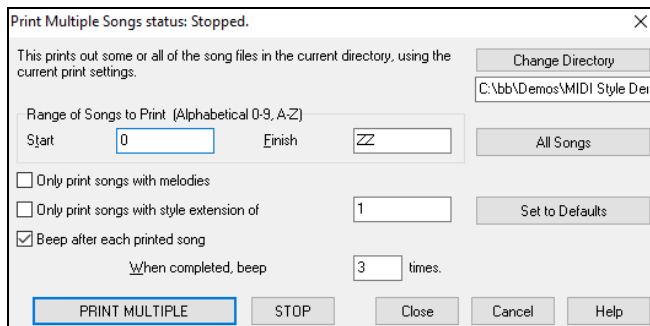 Print Multiple Songs status: Stopped.
This prints out some or all of the song files in the current directory, using the
current print settings.
Change Directory
C:\bb\Demos\MIDI Style
Range of Songs to Print (Alphabetical 0-9, A-Z)
Start 0 Finish ZZ
All Songs
Only print songs with melodies
Only print songs with style extension of 1
Set to Defaults
Beep after each printed song
When completed, beep 3 times.
PRINT MULTIPLE STOP Close Cancel Help